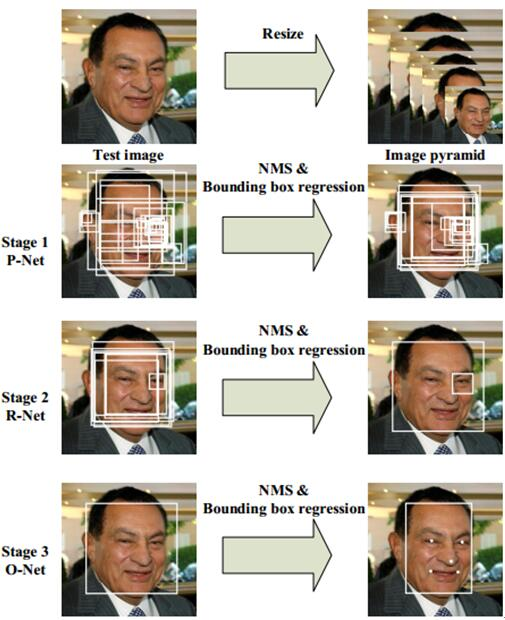 Resize
Test image
Image pyramid
NMS &
Bounding box regression
Stage 1
P-Net
NMS &
Bounding box regression
Stage 2
R-Net
NMS &
Bounding box regression
Stage 3
O-Net